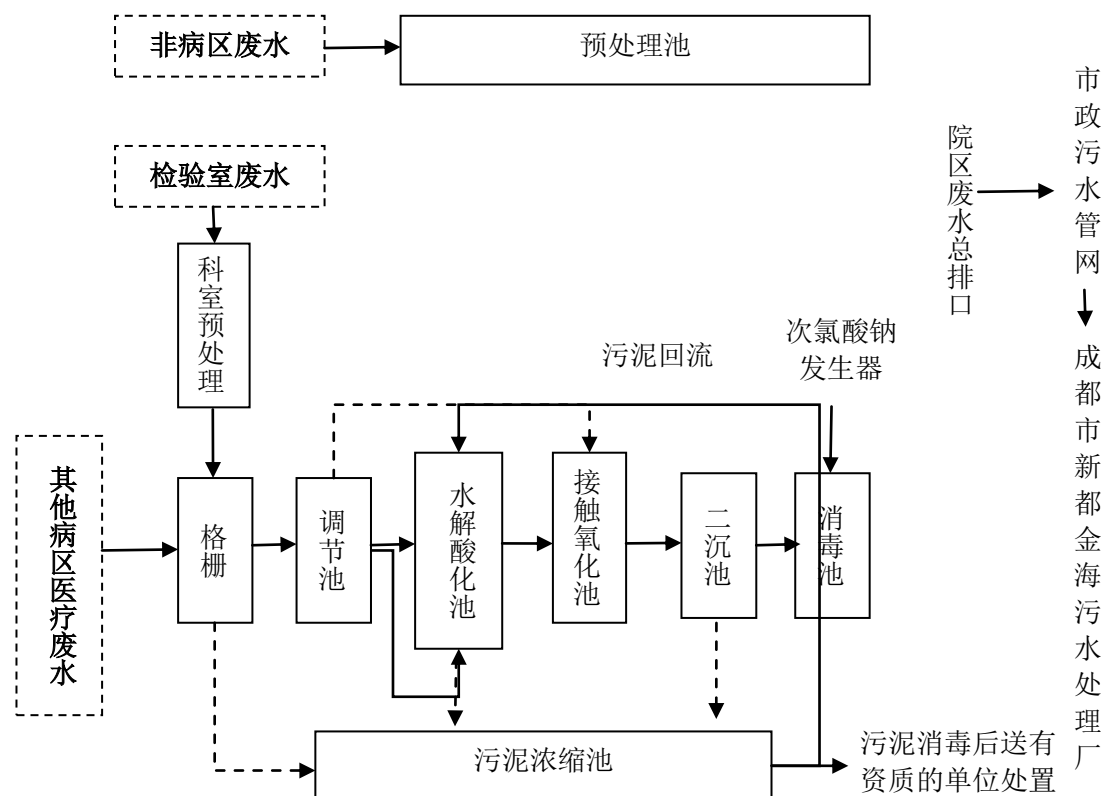 非病区废水
预处理池
检验室废水
科室预处理
院区废水总排口
市政污水管网
成都市新都金海污水处理厂
污泥回流
次氯酸钠
发生器
其他病区医疗废水
格栅
调节池
水解酸化池
接触氧化池
二沉池
消毒池
污泥浓缩池
污泥消毒后送有
资质的单位处置